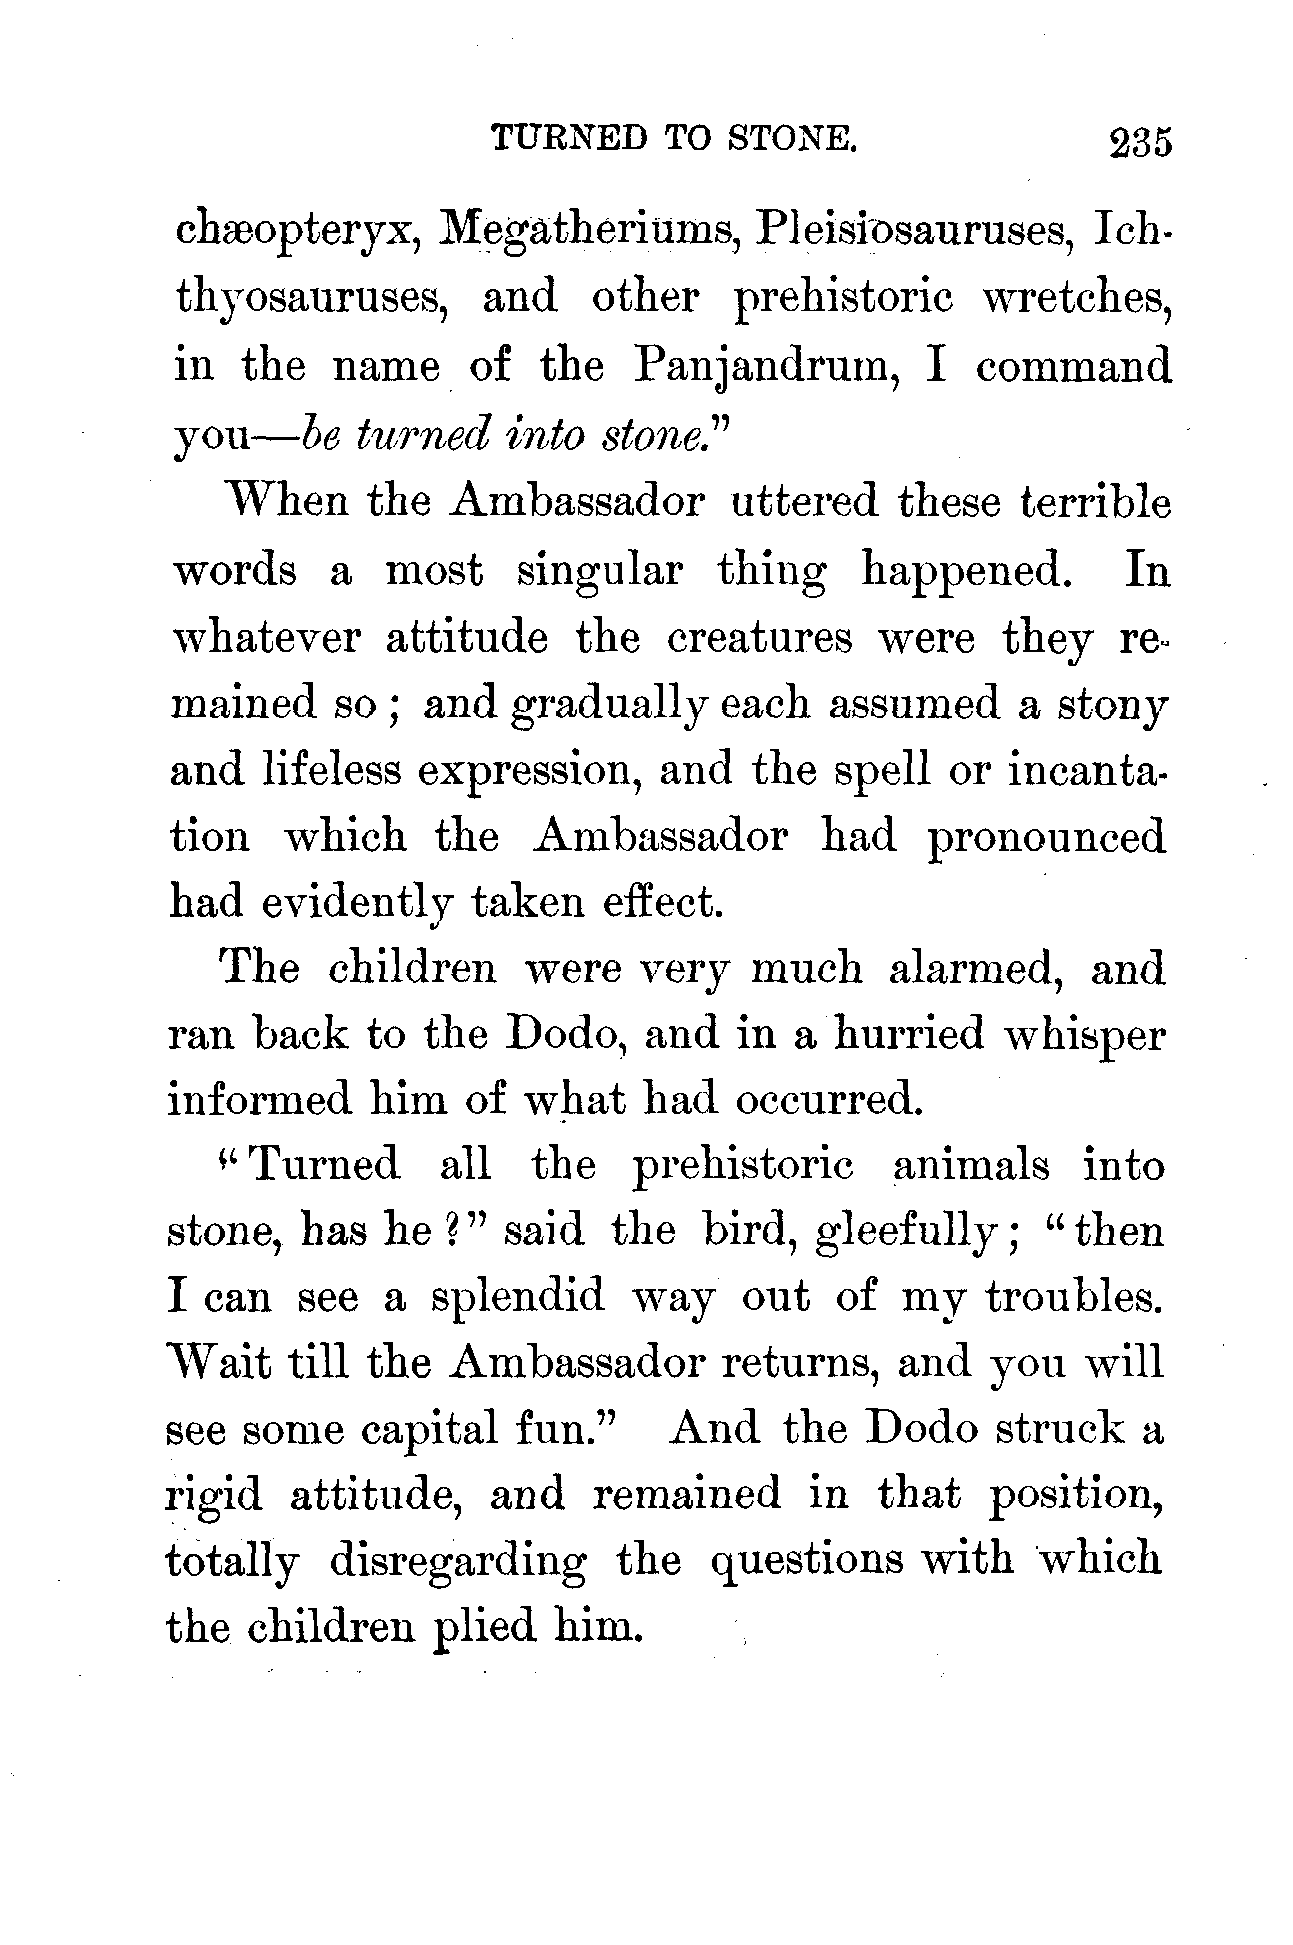 TURNED TO STONE. 235
chæopteryx, Megatheriums, Pleisiosauruses, Ich-
thyosauruses, and other prehistoric wretches,
in the name of the Panjandrum, I command
you—be turned into stone."
When the Ambassador uttered these terrible
words a most singular thing happened. In
whatever attitude the creatures were they re-
mained so ; and gradually each assumed a stony
and lifeless expression, and the spell or incanta-
tion which the Ambassador had pronounced
had evidently taken effect.
The children were very much alarmed, and
ran back to the Dodo, and in a hurried whisper
informed him of what had occurred.
" Turned all the prehistoric animals into
stone, has he ?" said the bird, gleefully ; " then
I can see a splendid way out of my troubles.
Wait till the Ambassador returns, and you will
see some capital fun." And the Dodo struck a
rigid attitude, and remained in that position,
totally disregarding the questions with which
the children plied him.